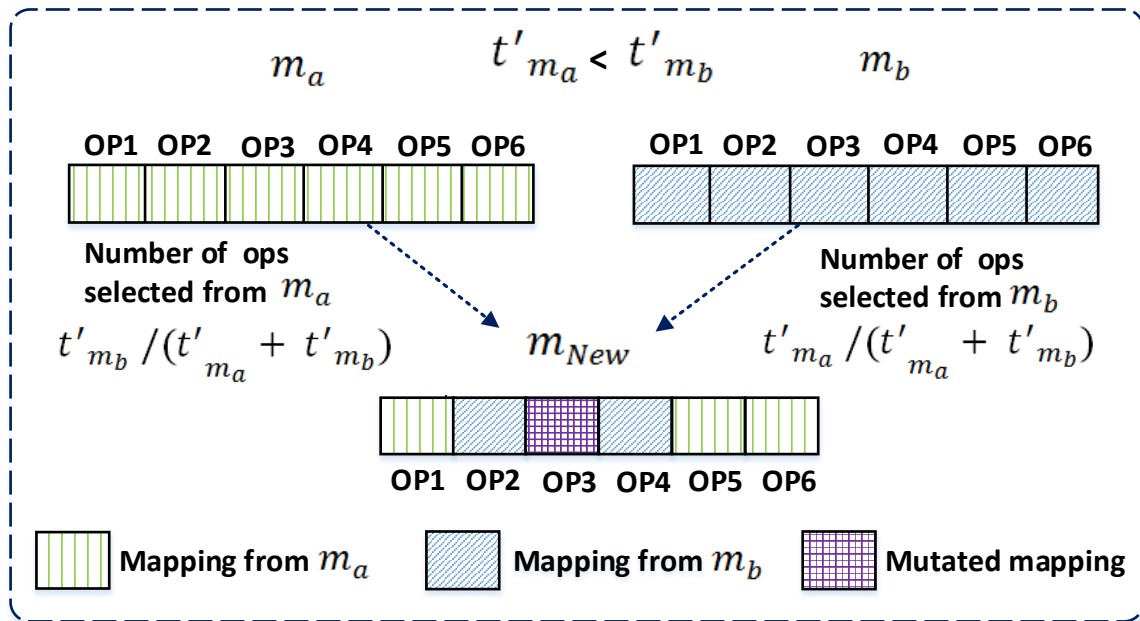 m_a t'_{m_a} < t'_{m_b} m_b
OP1 OP2 OP3 OP4 OP5 OP6 OP1 OP2 OP3 OP4 OP5 OP6
Number of ops
selected from m_a
t'_{m_b} /(t'_{m_a} + t'_{m_b})
Number of ops
selected from m_b
t'_{m_a} /(t'_{m_a} + t'_{m_b})
m_{New}
OP1 OP2 OP3 OP4 OP5 OP6
Mapping from m_a Mapping from m_b Mutated mapping